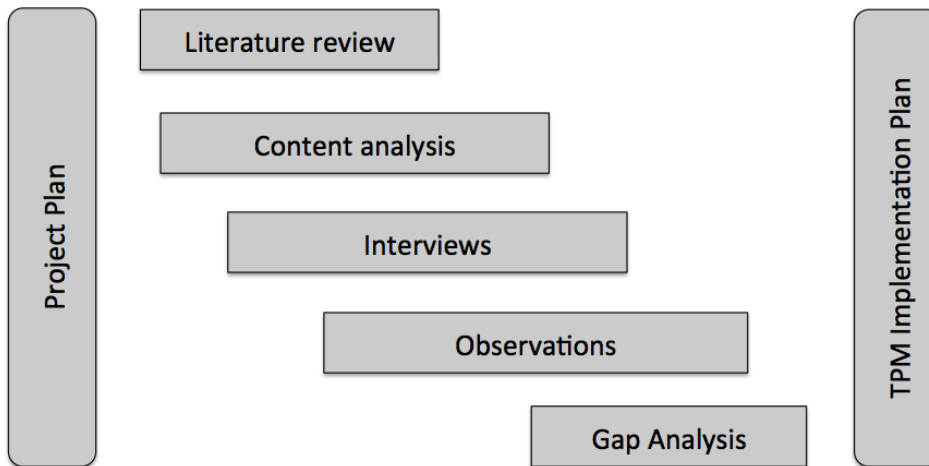 Project Plan
Literature review
Content analysis
Interviews
Observations
Gap Analysis
TPM Implementation Plan